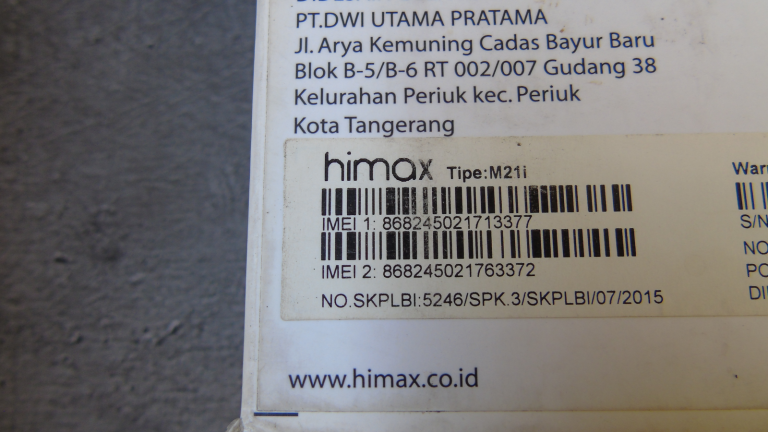 PT.DWI UTAMA PRATAMA
Jl. Arya Kemuning Cadas Bayur Baru
Blok B-5/B-6 RT 002/007 Gudang 38
Kelurahan Periuk kec. Periuk
Kota Tangerang
himax Tipe:M21i
IMEI 1: 868245021713377
IMEI 2: 868245021763372
NO.SKPLBI:5246/SPK.3/SKPLBI/07/2015
S/N
NO
PO
www.himax.co.id